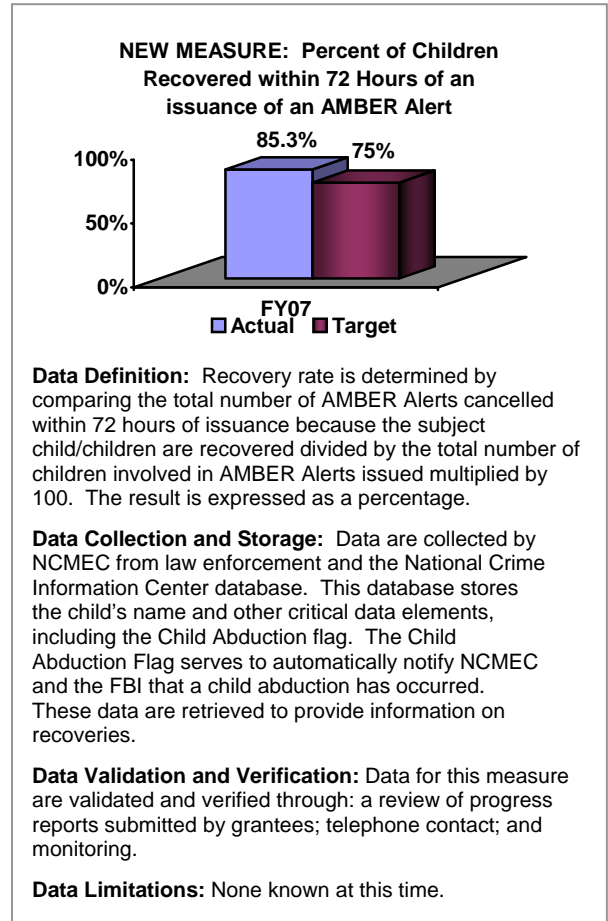 NEW MEASURE: Percent of Children
Recovered within 72 Hours of an
issuance of an AMBER Alert
85.3%
75%
100%
50%
0%
FY07
Actual Target
Data Definition: Recovery rate is determined by
comparing the total number of AMBER Alerts cancelled
within 72 hours of issuance because the subject
child/children are recovered divided by the total number of
children involved in AMBER Alerts issued multiplied by
100. The result is expressed as a percentage.
Data Collection and Storage: Data are collected by
NCMEC from law enforcement and the National Crime
Information Center database. This database stores
the child's name and other critical data elements,
including the Child Abduction flag. The Child
Abduction Flag serves to automatically notify NCMEC
and the FBI that a child abduction has occurred.
These data are retrieved to provide information on
recoveries.
Data Validation and Verification: Data for this measure
are validated and verified through: a review of progress
reports submitted by grantees; telephone contact; and
monitoring.
Data Limitations: None known at this time.